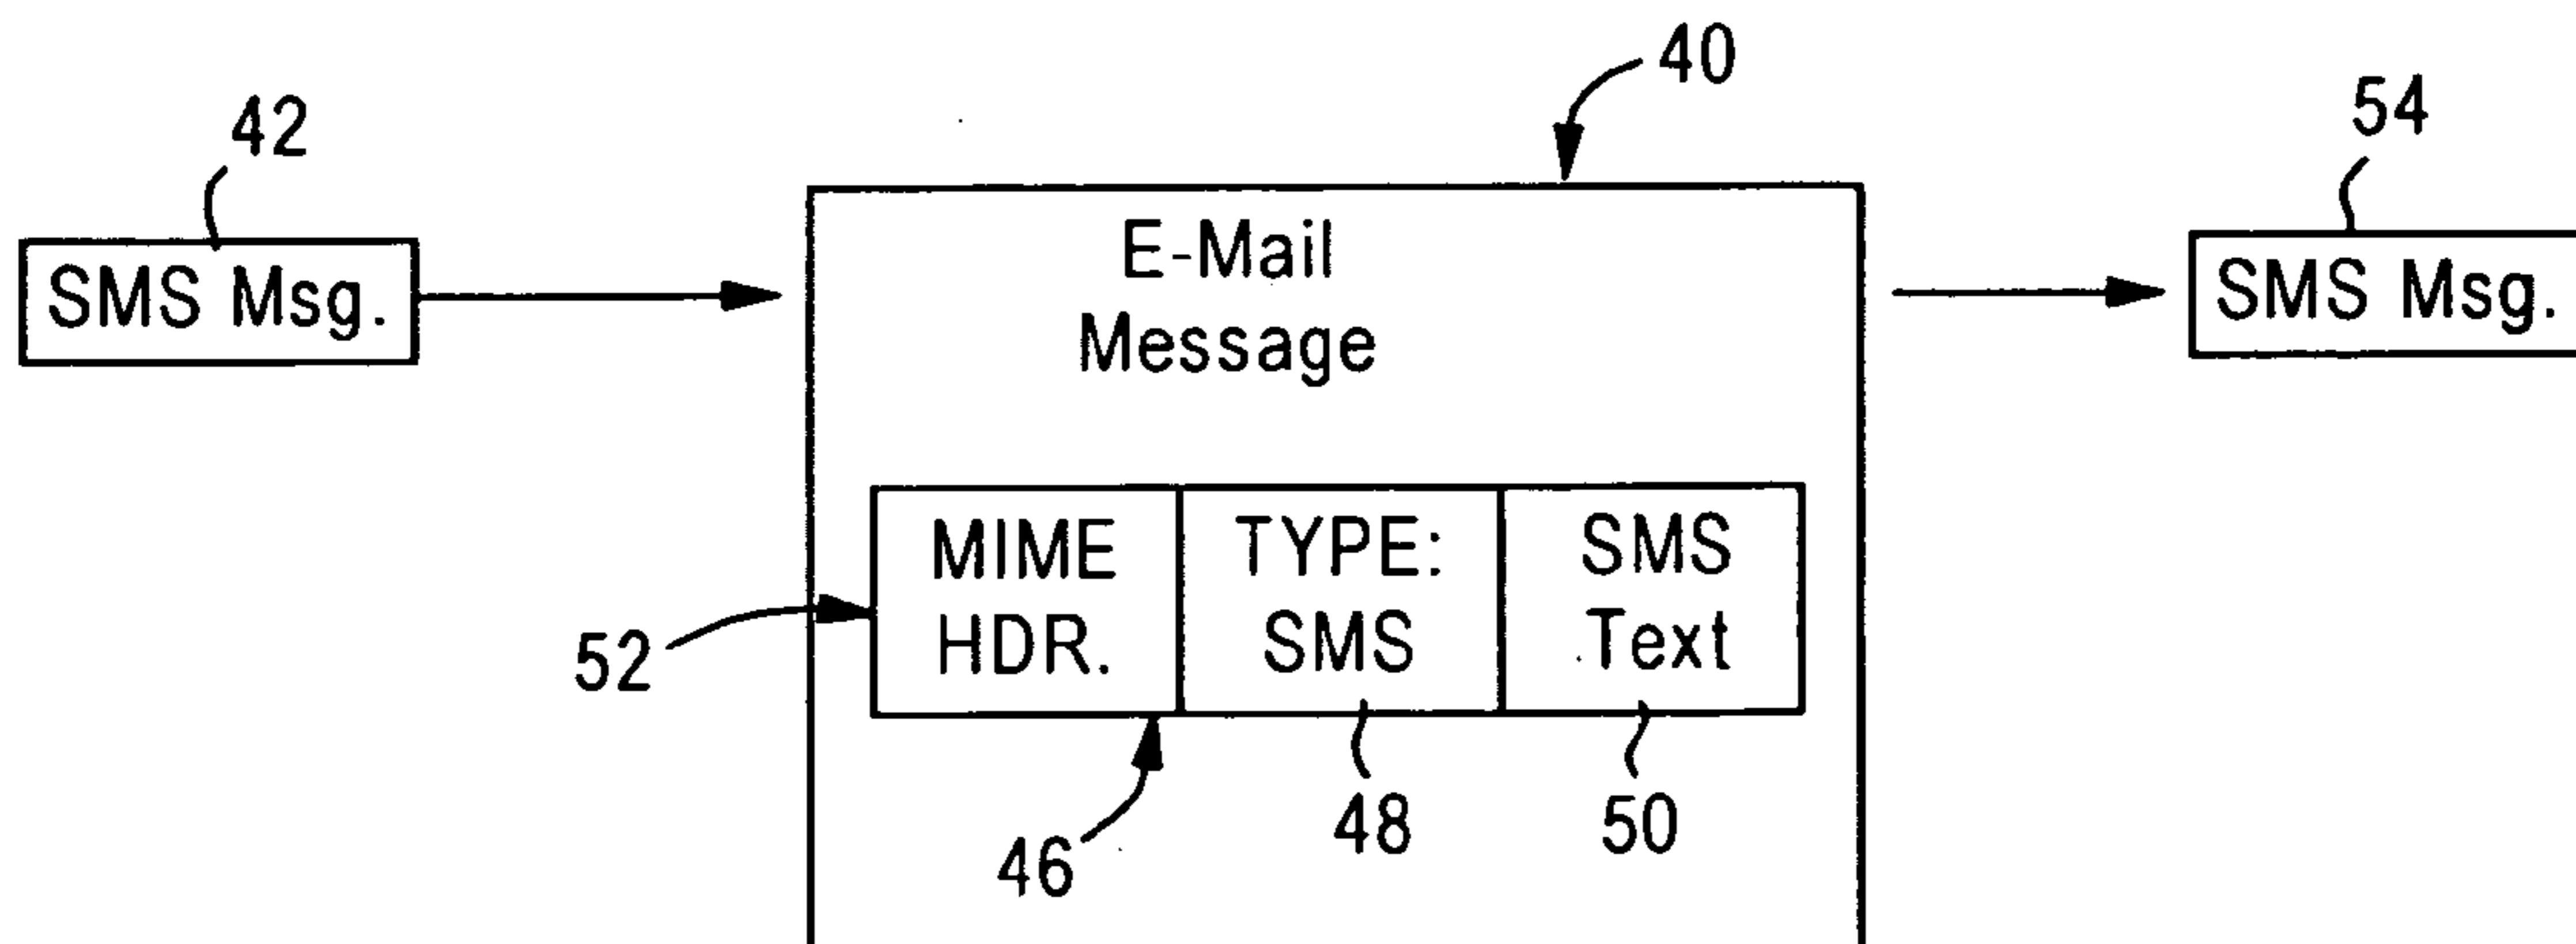 40
42
54
E-Mail
Message
SMS Msg.
SMS Msg.
MIME
HDR.
TYPE:
SMS
SMS
Text
52
46
48
50